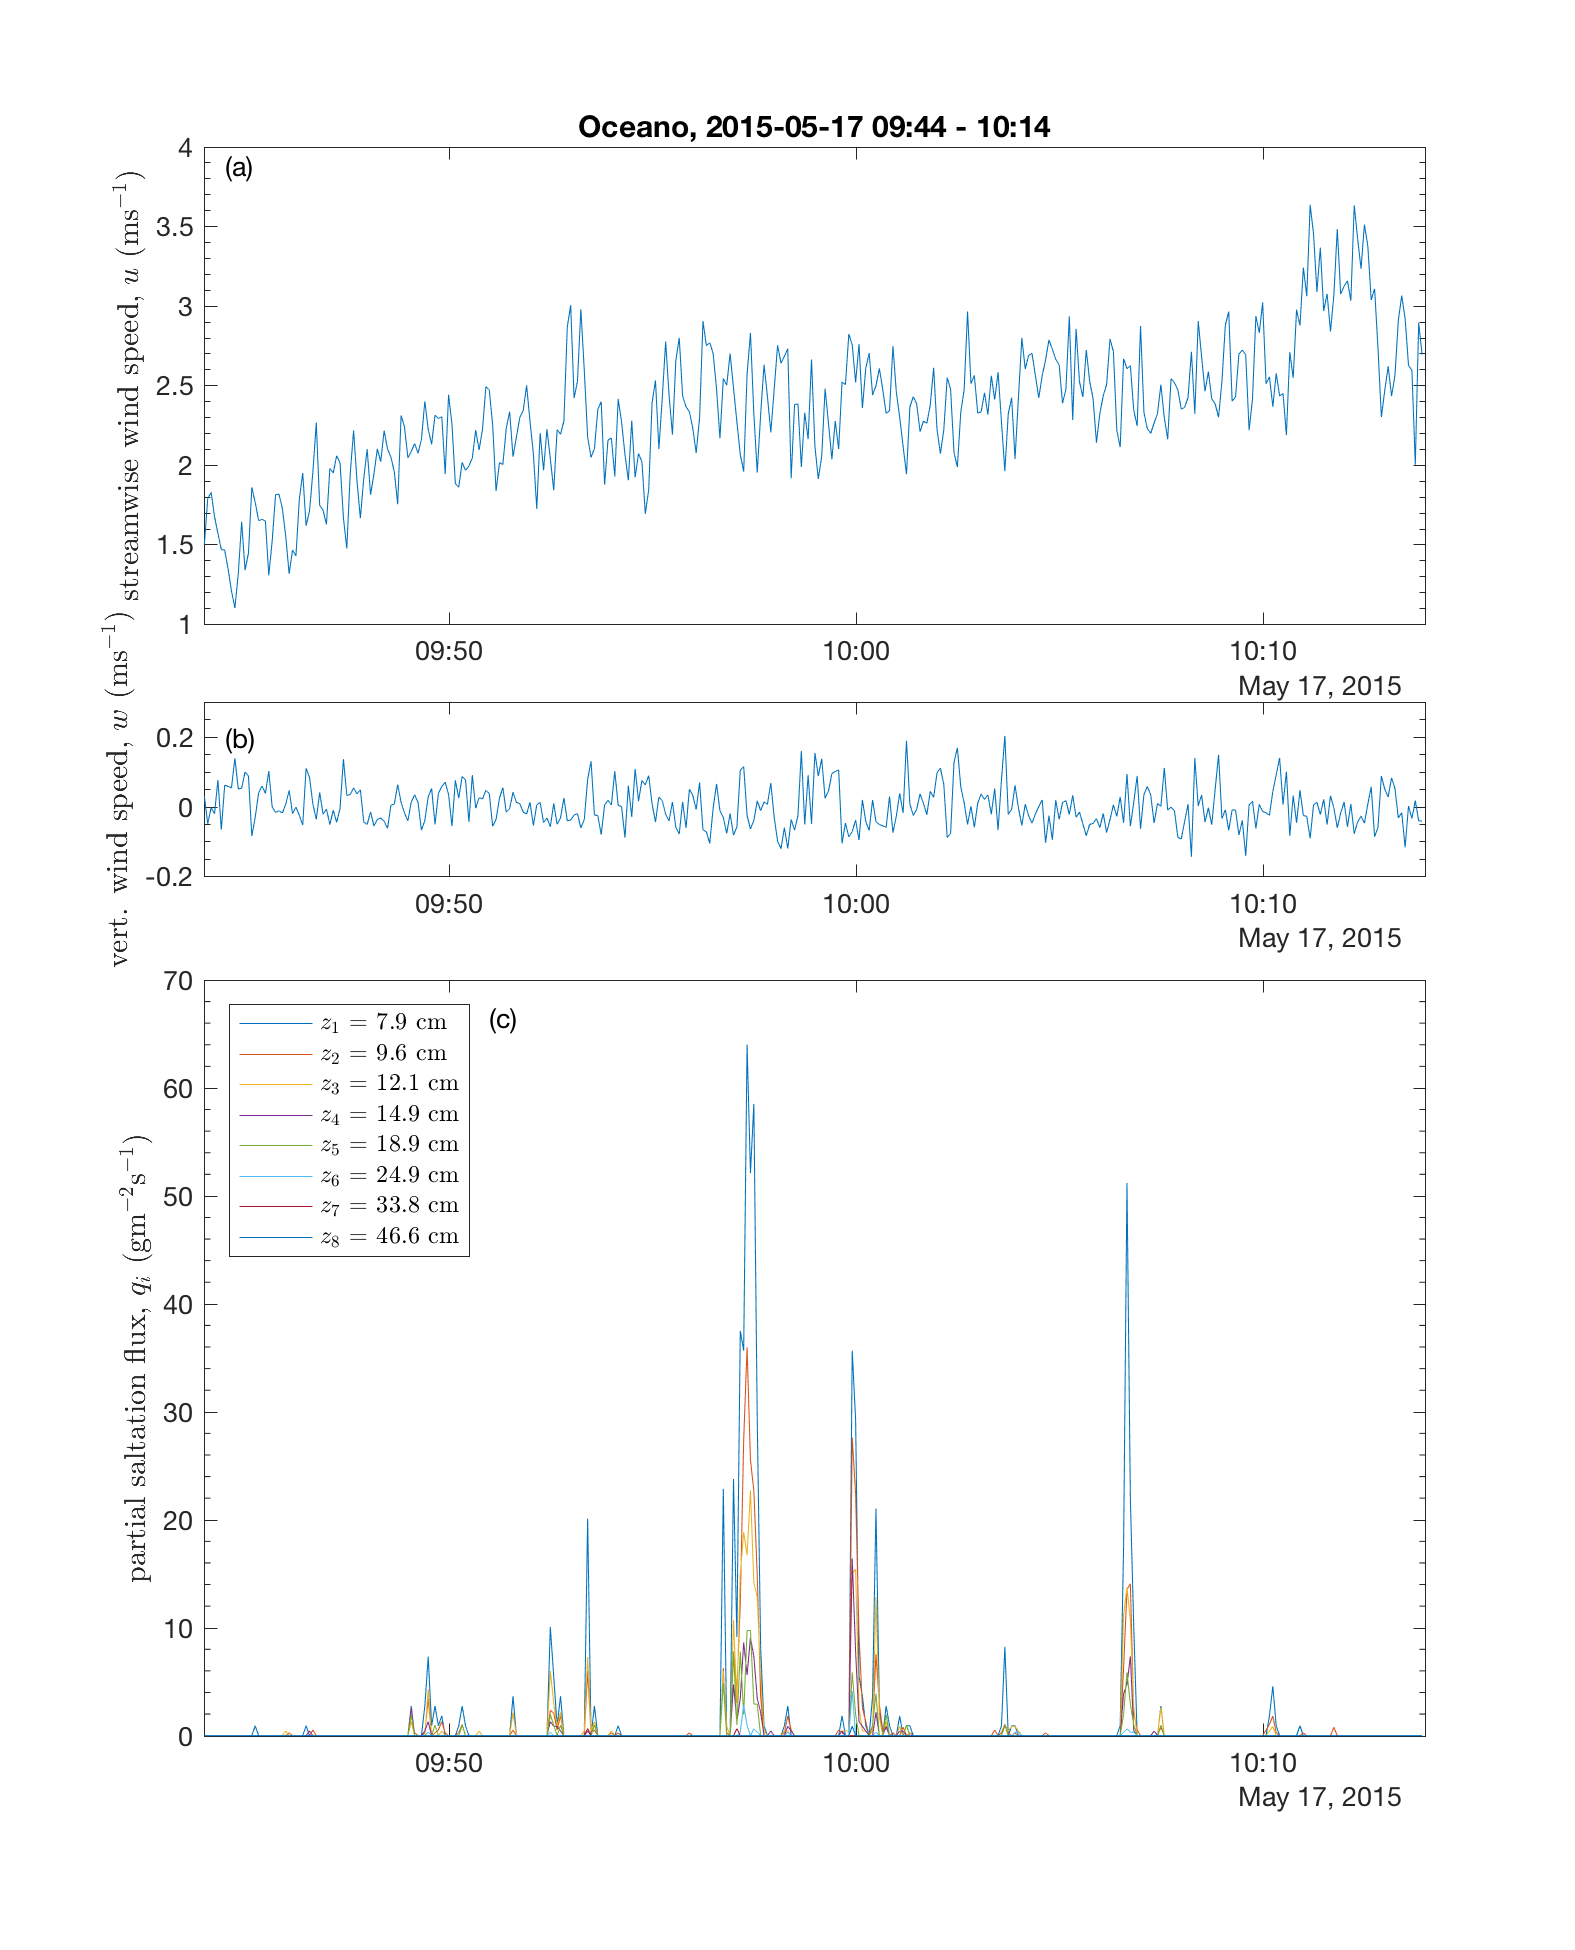 Oceano, 2015-05-17 09:44 - 10:14
(a)
streamwise wind speed, u (ms⁻¹)
4
3.5
3
2.5
2
1.5
1
09:50 10:00 10:10
May 17, 2015
(b)
vert. wind speed, w (ms⁻¹)
0.2
0
-0.2
09:50 10:00 10:10
May 17, 2015
(c)
partial saltation flux, qᵢ (gm⁻²s⁻¹)
70
60
50
40
30
20
10
0
z₁ = 7.9 cm
z₂ = 9.6 cm
z₃ = 12.1 cm
z₄ = 14.9 cm
z₅ = 18.9 cm
z₆ = 24.9 cm
z₇ = 33.8 cm
z₈ = 46.6 cm
09:50 10:00 10:10
May 17, 2015